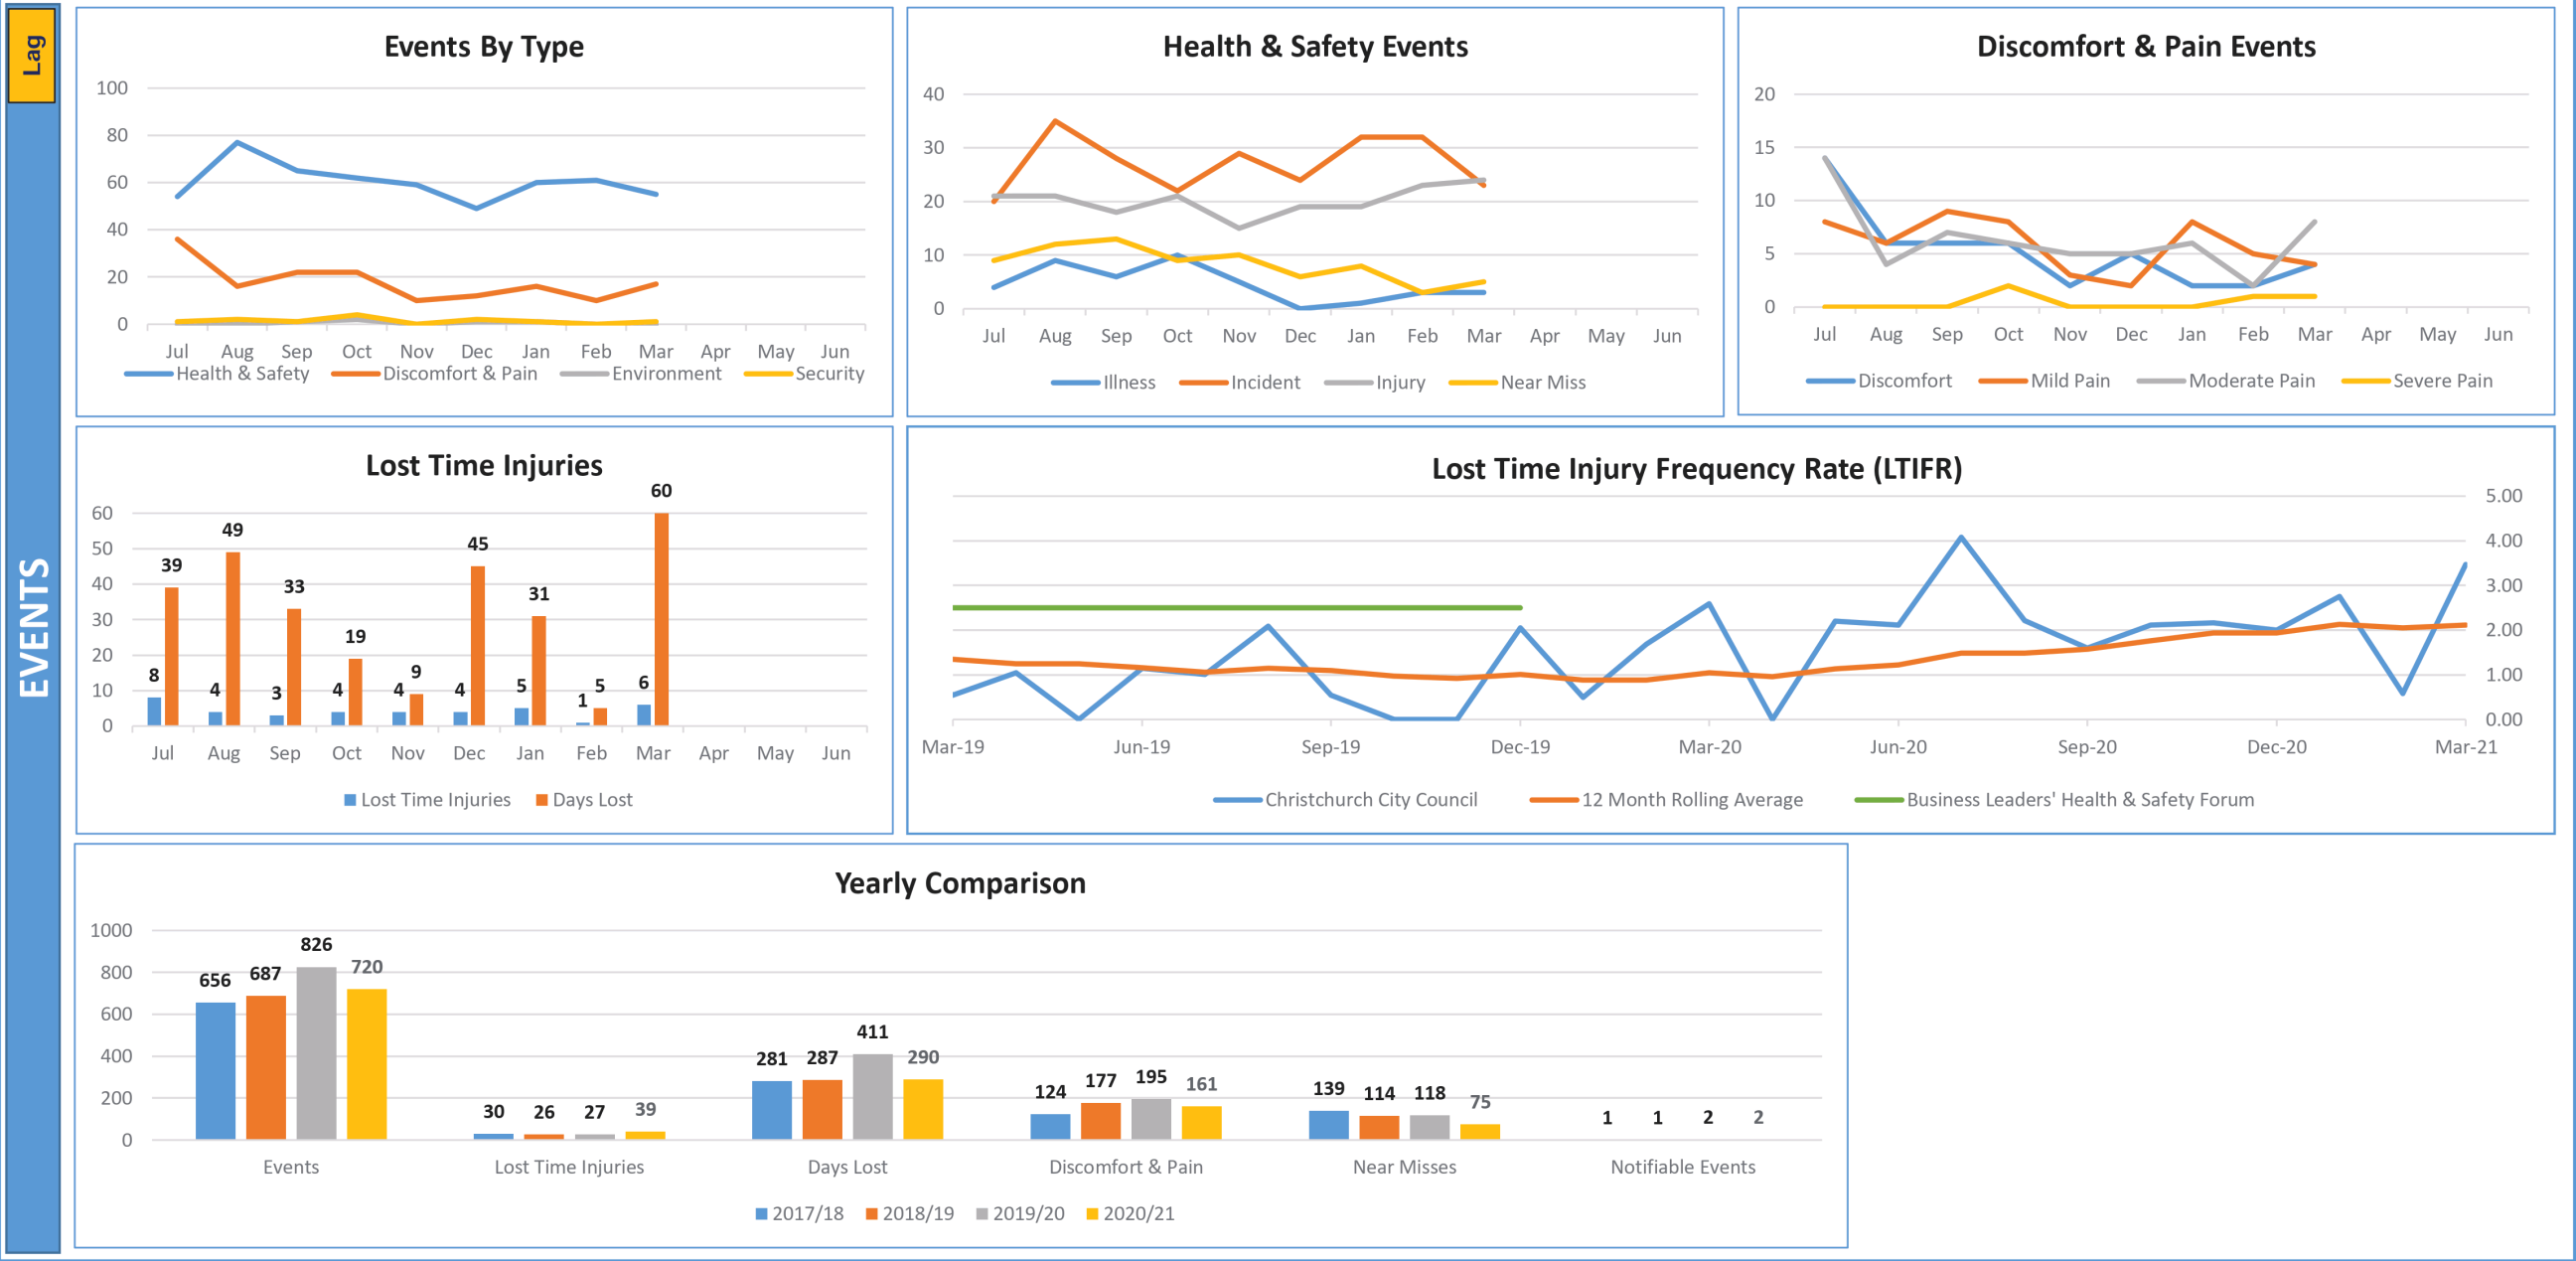 Lag
EVENTS
Events By Type
100
80
60
40
20
0
Jul Aug Sep Oct Nov Dec Jan Feb Mar Apr May Jun
Health & Safety Discomfort & Pain Environment Security
Health & Safety Events
40
30
20
10
0
Jul Aug Sep Oct Nov Dec Jan Feb Mar Apr May Jun
Illness Incident Injury Near Miss
Discomfort & Pain Events
20
15
10
5
0
Jul Aug Sep Oct Nov Dec Jan Feb Mar Apr May Jun
Discomfort Mild Pain Moderate Pain Severe Pain
Lost Time Injuries
60
50
40
30
20
10
0
8 39 4 49 3 33 4 19 4 9 4 45 5 31 1 5 6 60
Jul Aug Sep Oct Nov Dec Jan Feb Mar Apr May Jun
Lost Time Injuries Days Lost
Lost Time Injury Frequency Rate (LTIFR)
5.00
4.00
3.00
2.00
1.00
0.00
Mar-19 Jun-19 Sep-19 Dec-19 Mar-20 Jun-20 Sep-20 Dec-20 Mar-21
Christchurch City Council 12 Month Rolling Average Business Leaders' Health & Safety Forum
Yearly Comparison
1000
800
600
400
200
0
656 687 826 720 30 26 27 39 281 287 411 290 124 177 195 161 139 114 118 75 1 1 2 2
Events Lost Time Injuries Days Lost Discomfort & Pain Near Misses Notifiable Events
2017/18 2018/19 2019/20 2020/21